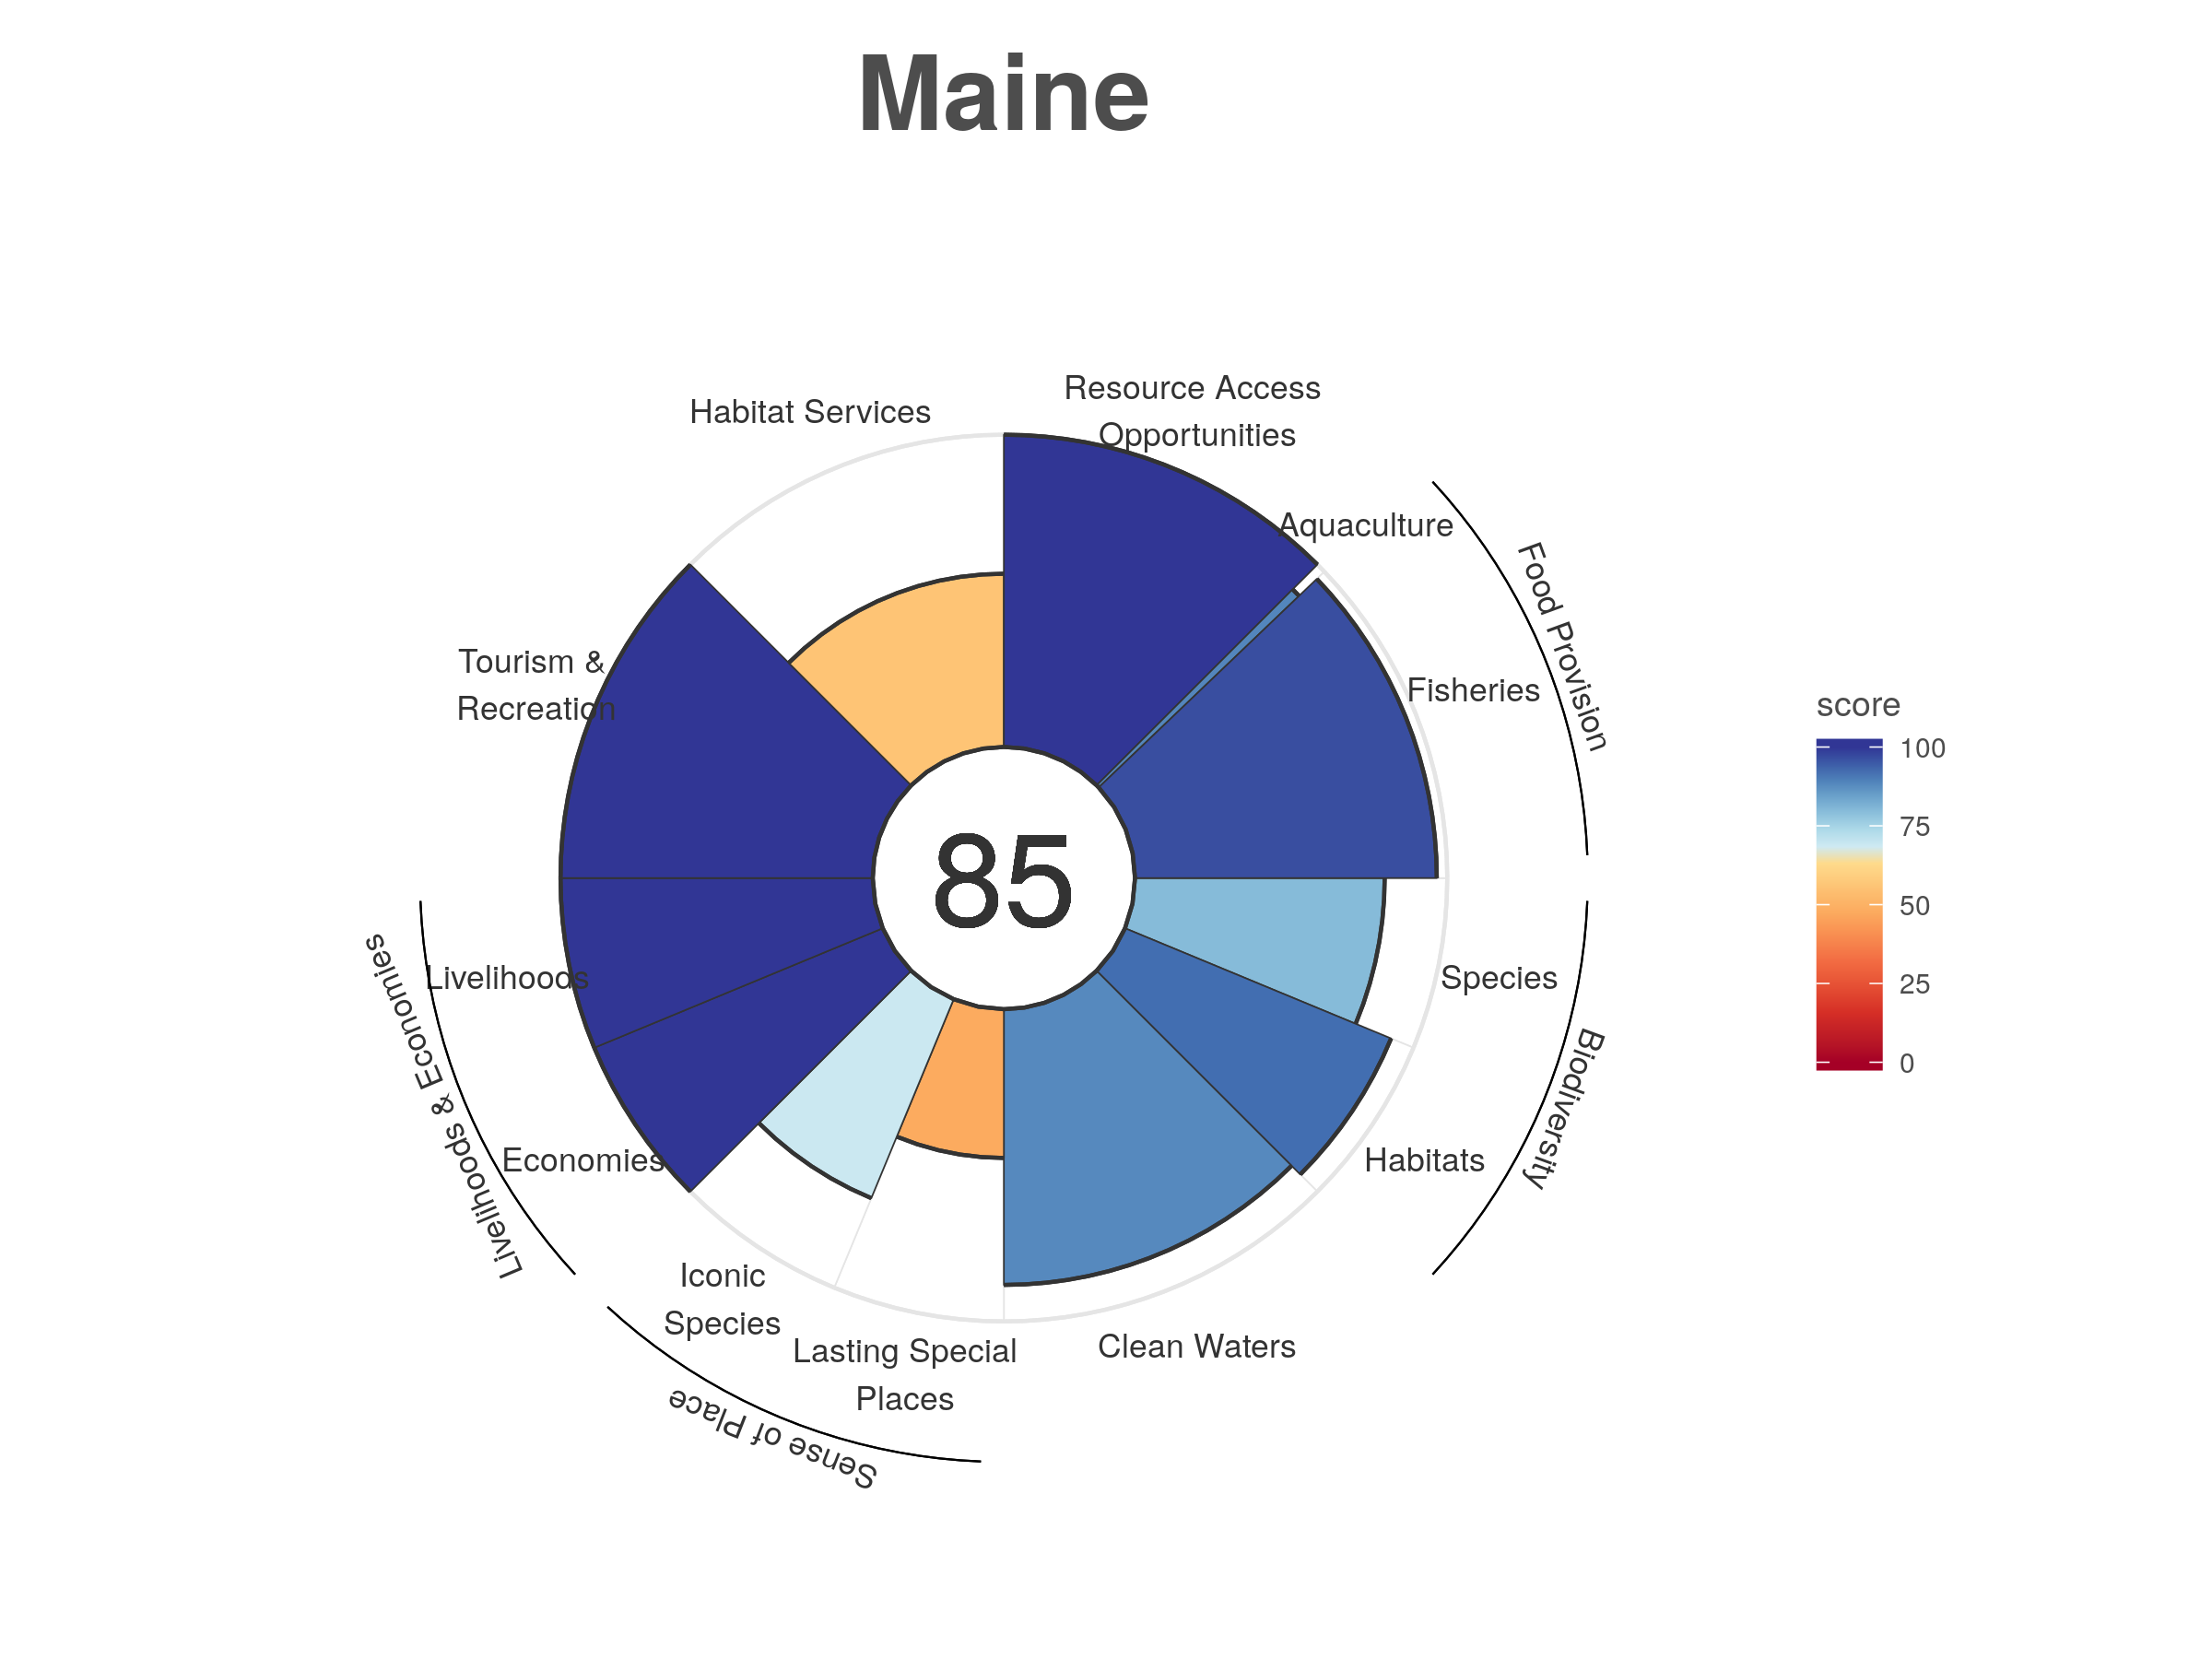 Maine
Resource Access
Opportunities
Habitat Services
Aquaculture
Food Provision
Fisheries
Tourism &
Recreation
score
100
75
50
25
0
85
Livelihoods
Species
Livelihoods & Economies
Biodiversity
Economies
Habitats
Iconic
Species
Lasting Special
Places
Clean Waters
Sense of Place